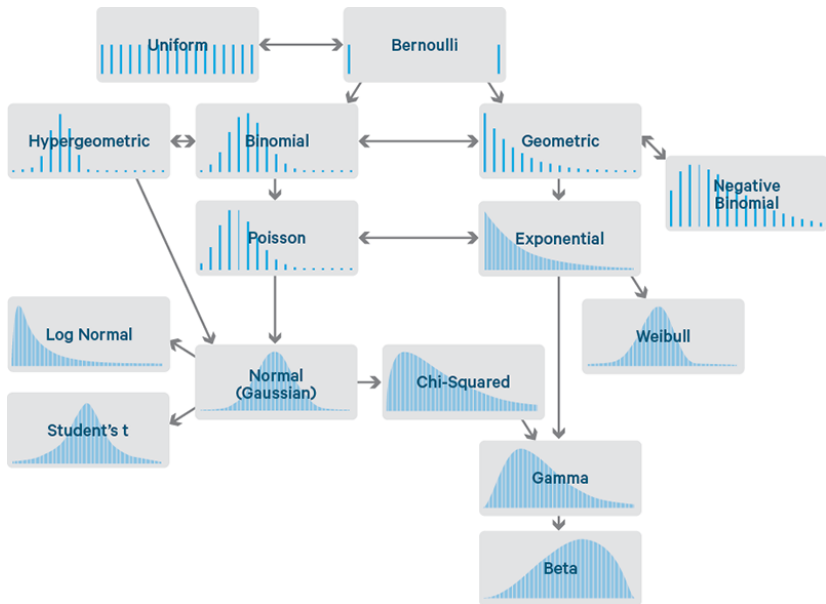 Uniform
Bernoulli
Hypergeometric
Binomial
Geometric
Negative
Binomial
Poisson
Exponential
Log Normal
Weibull
Normal
(Gaussian)
Chi-Squared
Student's t
Gamma
Beta